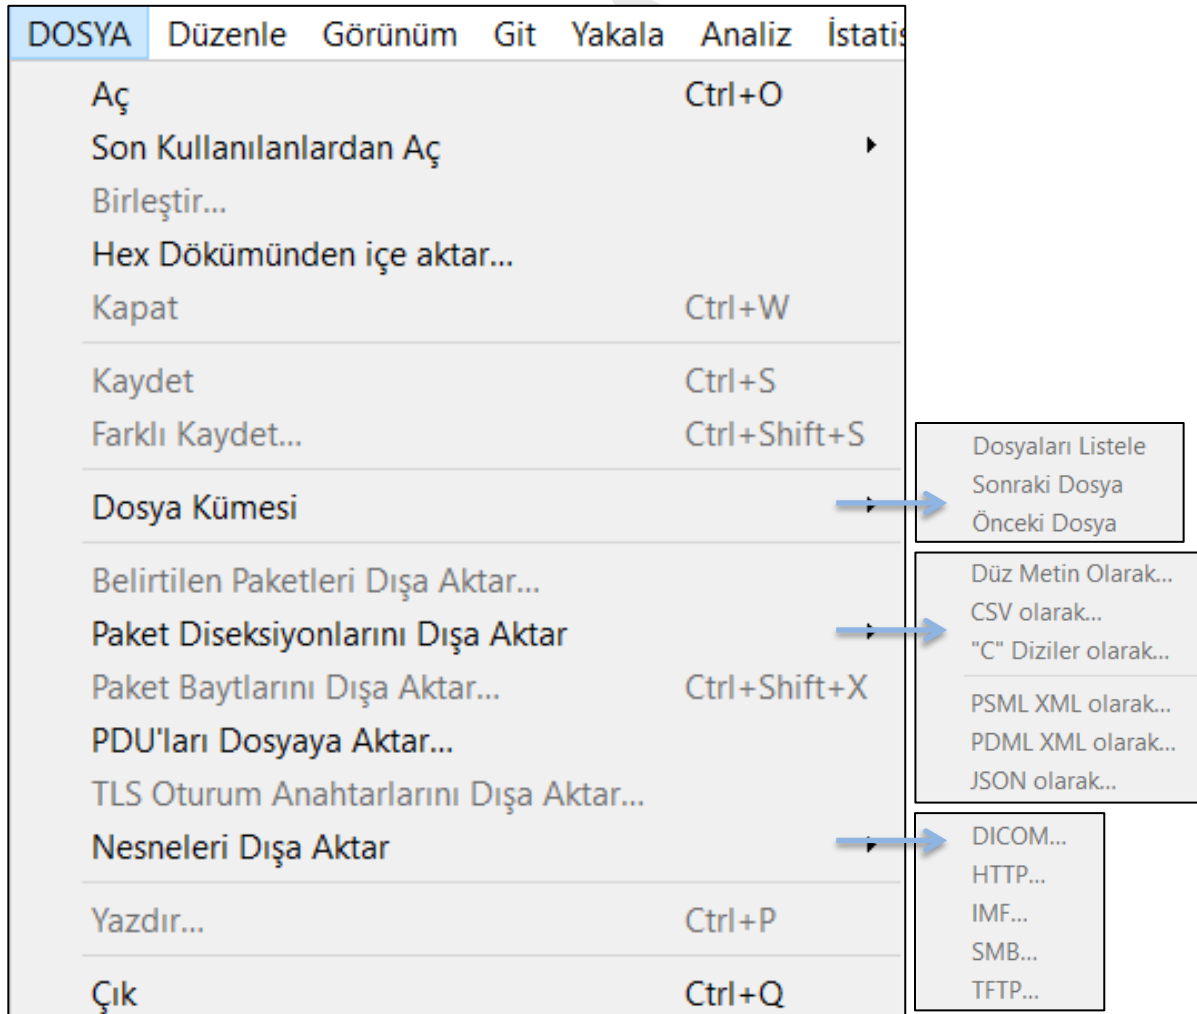 DOSYA Düzenle Görünüm Git Yakala Analiz İstatis
Aç Ctrl+O
Son Kullanılanlardan Aç
Birleştir...
Hex Dökümünden içe aktar...
Kapat Ctrl+W
Kaydet Ctrl+S
Farklı Kaydet... Ctrl+Shift+S
Dosya Kümesi
Dosyaları Listele
Sonraki Dosya
Önceki Dosya
Belirtilen Paketleri Dışa Aktar...
Paket Diseksiyonlarını Dışa Aktar
Düz Metin Olarak...
CSV olarak...
"C" Diziler olarak...
PSML XML olarak...
PDML XML olarak...
JSON olarak...
Paket Baytlarını Dışa Aktar... Ctrl+Shift+X
PDU'ları Dosyaya Aktar...
TLS Oturum Anahtarlarını Dışa Aktar...
Nesneleri Dışa Aktar
DICOM...
HTTP...
IMF...
SMB...
TFTP...
Yazdır... Ctrl+P
Çık Ctrl+Q